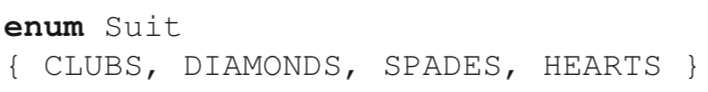 enum Suit
{ CLUBS, DIAMONDS, SPADES, HEARTS }